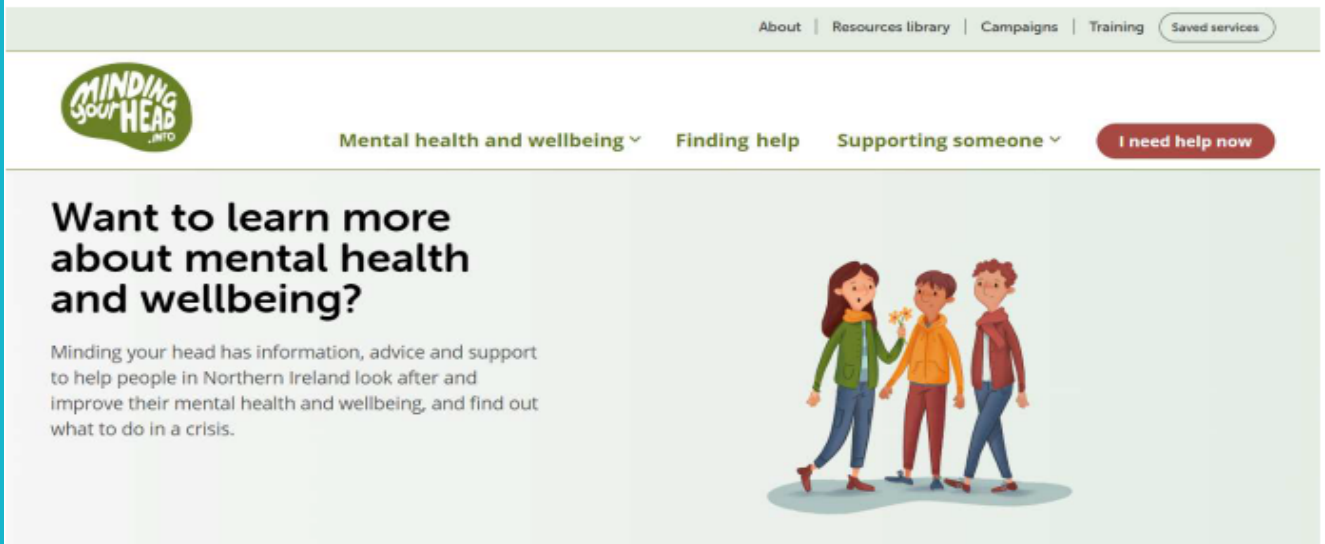 About | Resources library | Campaigns | Training Saved services
MINDING
your HEAD
.INFO
Mental health and wellbeing Finding help Supporting someone I need help now
Want to learn more
about mental health
and wellbeing?
Minding your head has information, advice and support
to help people in Northern Ireland look after and
improve their mental health and wellbeing, and find out
what to do in a crisis.